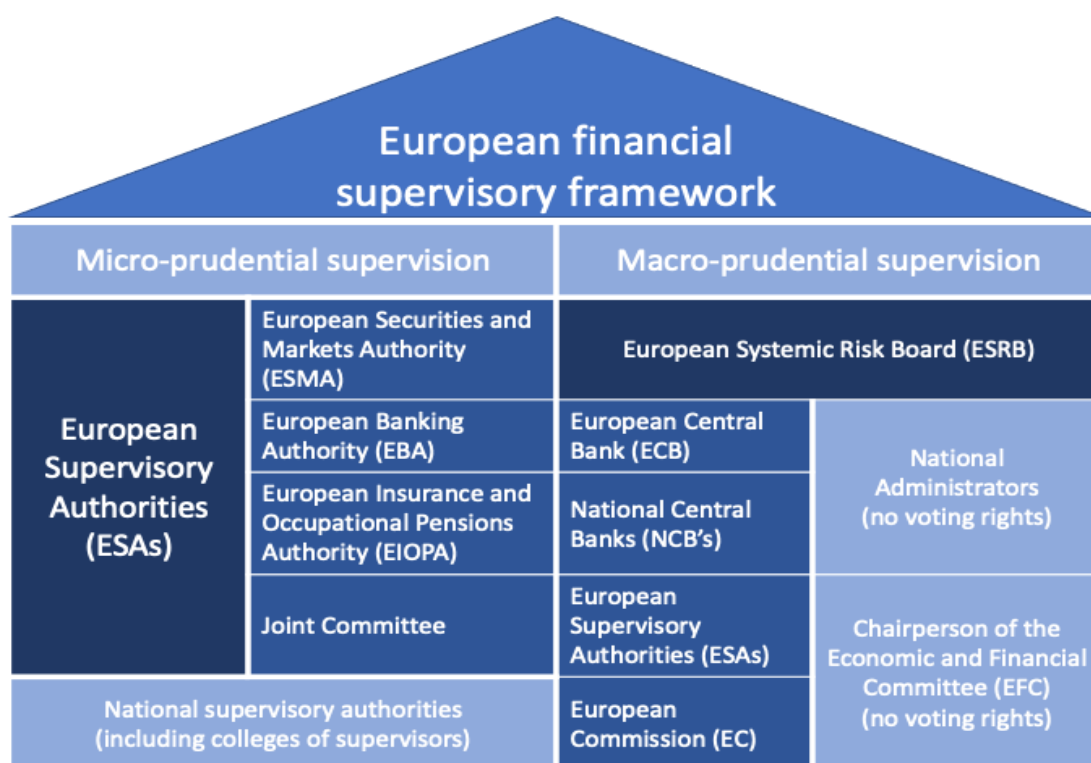 European financial
supervisory framework
Micro-prudential supervision
Macro-prudential supervision
European
Supervisory
Authorities
(ESAs)
European Securities and
Markets Authority
(ESMA)
European Banking
Authority (EBA)
European Insurance and
Occupational Pensions
Authority (EIOPA)
Joint Committee
National supervisory authorities
(including colleges of supervisors)
European Systemic Risk Board (ESRB)
European Central
Bank (ECB)
National Central
Banks (NCB's)
European
Supervisory
Authorities (ESAs)
European
Commission (EC)
National
Administrators
(no voting rights)
Chairperson of the
Economic and Financial
Committee (EFC)
(no voting rights)